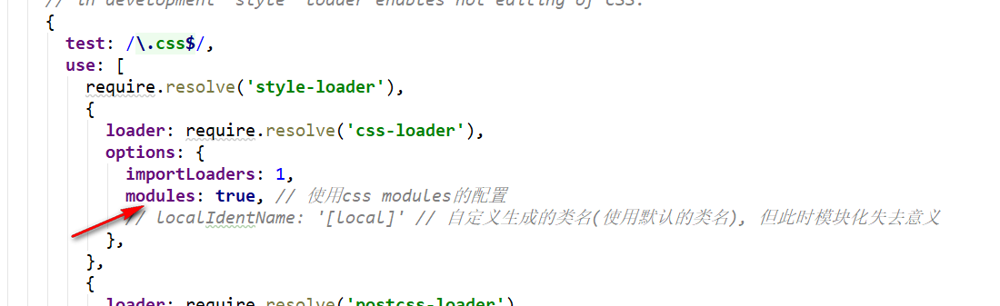 // in development "style" loader enables hot editing of CSS.
{
test: /\.css$/,
use: [
require.resolve('style-loader'),
{
loader: require.resolve('css-loader'),
options: {
importLoaders: 1,
modules: true, // 使用css modules的配置
// localIdentName: '[local]' // 自定义生成的类名(使用默认的类名), 但此时模块化失去意义
},
},
{
loader: require.resolve('postcss-loader')